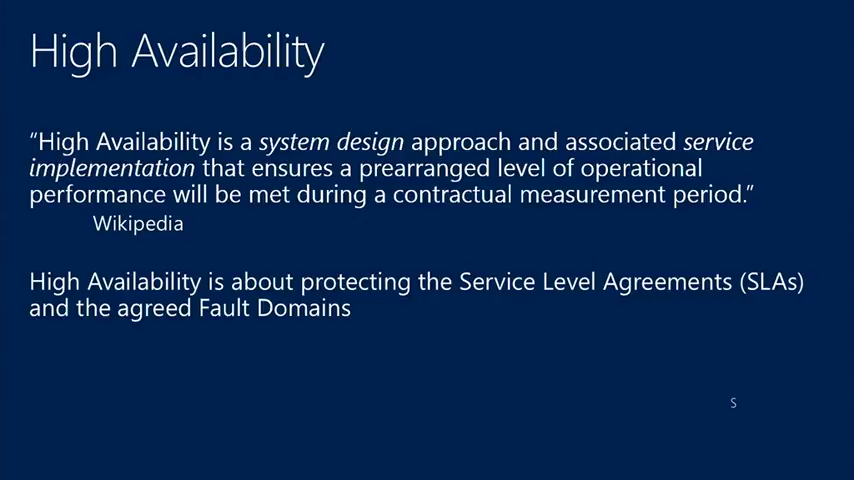 High Availability
“High Availability is a system design approach and associated service
implementation that ensures a prearranged level of operational
performance will be met during a contractual measurement period.”
Wikipedia
High Availability is about protecting the Service Level Agreements (SLAs)
and the agreed Fault Domains
S